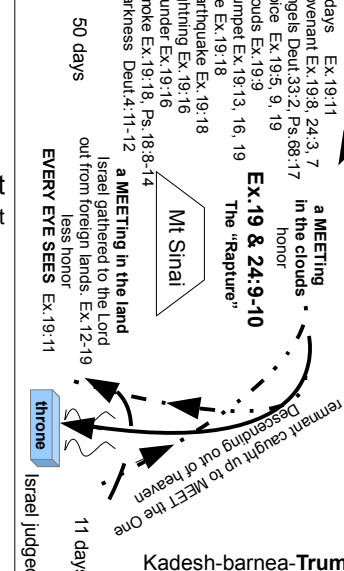 days Ex.19:11
ovenant Ex.19:8, 24:3, 7
ngels Deut.33:2, Ps.68:17
oice Ex.19:5, 9, 19
ouds Ex.19:9
umpet Ex.19:13, 16, 19
e Ex.19:18
arthquake Ex.19:18
ghtning Ex.19:16
under Ex.19:16
moke Ex.19:18, Ps.18:8-14
arkness Deut.4:11-12
50 days
a MEETing
in the clouds
honor
Ex.19 & 24:9-10
The "Rapture"
Mt Sinai
a MEETing in the land
Israel gathered to the Lord
out from foreign lands. Ex.12-19
less honor
EVERY EYE SEES Ex.19:11
remnant caught up to MEET the One
Descending out of heaven
throne
11 days
Israel judged
Kadesh-barnea-Trum
t
t